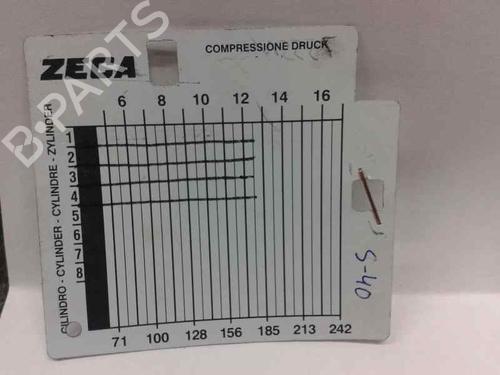 COMPRESSIONE DRUCK
ZECA
6 8 10 12 14 16
CILINDRO - CYLINDER - CYLINDRE - ZYLINDER
1
2
3
4
5
6
7
8
71 100 128 156 185 213 242
S-40
B-PARTS